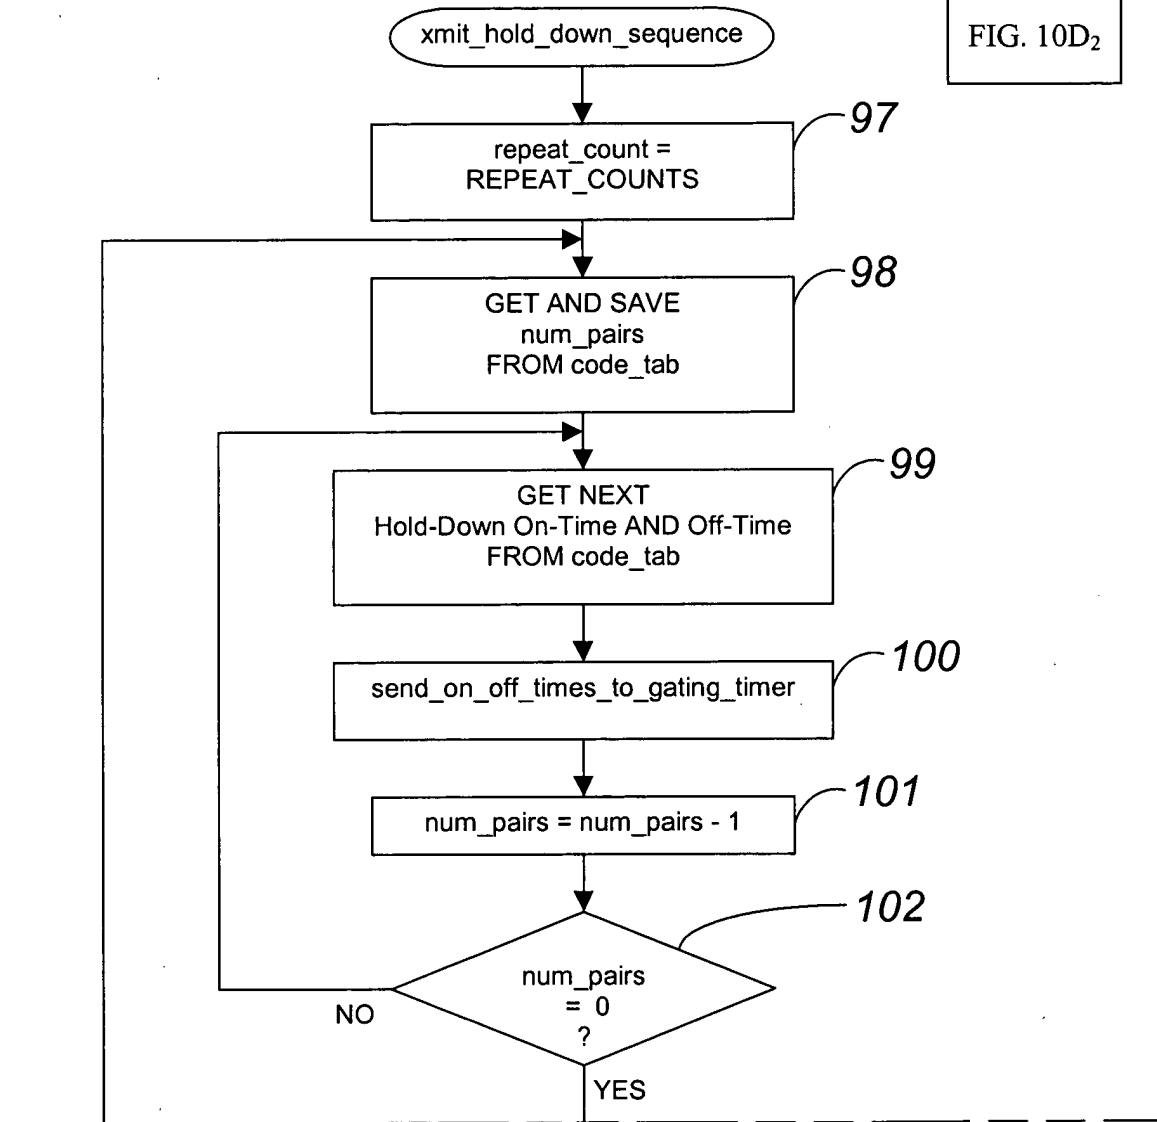 xmit_hold_down_sequence
FIG. 10D₂
97
repeat_count =
REPEAT_COUNTS
98
GET AND SAVE
num_pairs
FROM code_tab
99
GET NEXT
Hold-Down On-Time AND Off-Time
FROM code_tab
100
send_on_off_times_to_gating_timer
101
num_pairs = num_pairs - 1
102
num_pairs
= 0
?
NO
YES